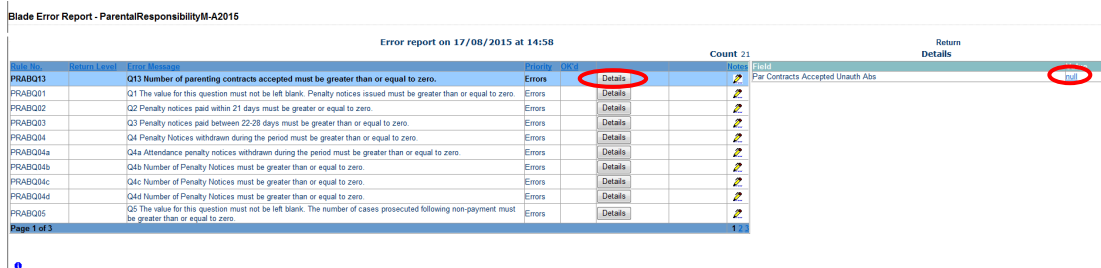 Blade Error Report - ParentalResponsibilityM-A2015
Error report on 17/08/2015 at 14:58
Return
Count 21
Details
Rule No. Return Level Error Message Priority OK'd Notes Field
PRABQ13 Q13 Number of parenting contracts accepted must be greater than or equal to zero. Errors Details Par Contracts Accepted Unauth Abs null
PRABQ01 Q1 The value for this question must not be left blank. Penalty notices issued must be greater than or equal to zero. Errors Details
PRABQ02 Q2 Penalty notices paid within 21 days must be greater or equal to zero. Errors Details
PRABQ03 Q3 Penalty notices paid between 22-28 days must be greater or equal to zero. Errors Details
PRABQ04 Q4 Penalty Notices withdrawn during the period must be greater than or equal to zero. Errors Details
PRABQ04a Q4a Attendance penalty notices withdrawn during the period must be greater than or equal to zero. Errors Details
PRABQ04b Q4b Number of Penalty Notices must be greater than or equal to zero. Errors Details
PRABQ04c Q4c Number of Penalty Notices must be greater than or equal to zero. Errors Details
PRABQ04d Q4d Number of Penalty Notices must be greater than or equal to zero. Errors Details
PRABQ05 Q5 The value for this question must not be left blank. The number of cases prosecuted following non-payment must Errors Details
be greater than or equal to zero.
Page 1 of 3 1 2 3